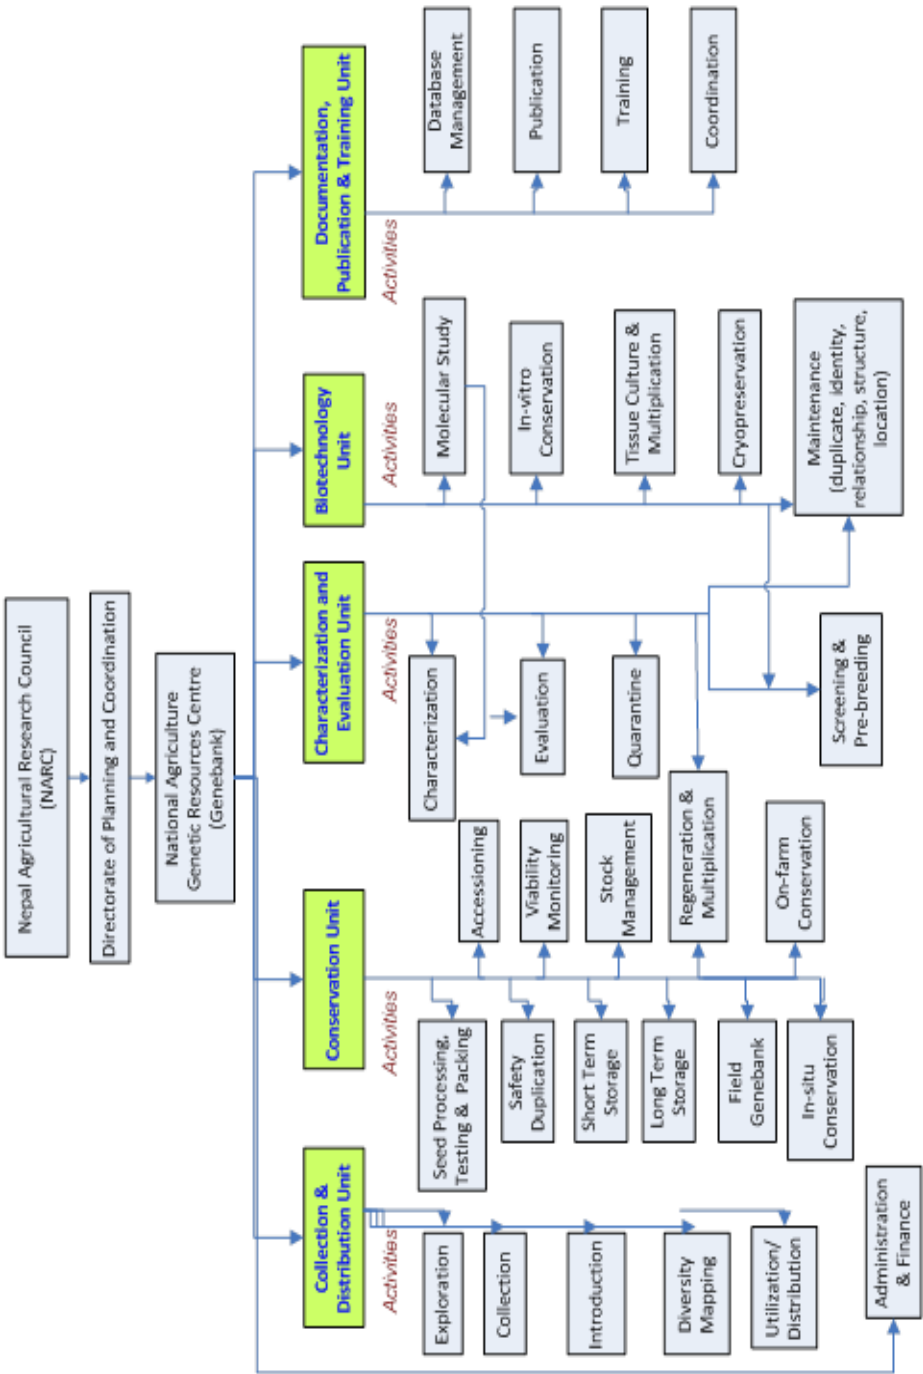 Nepal Agricultural Research Council
(NARC)
Directorate of Planning and Coordination
National Agriculture
Genetic Resources Centre
(Genebank)
Collection &
Distribution Unit
Conservation Unit
Characterization and
Evaluation Unit
Biotechnology
Unit
Documentation,
Publication & Training Unit
Activities
Exploration
Collection
Introduction
Diversity
Mapping
Utilization/
Distribution
Administration
& Finance
Activities
Seed Processing,
Testing & Packing
Safety
Duplication
Short Term
Storage
Long Term
Storage
Field
Genebank
In-situ
Conservation
Accessioning
Viability
Monitoring
Stock
Management
Regeneration &
Multiplication
On-farm
Conservation
Activities
Characterization
Evaluation
Quarantine
Screening &
Pre-breeding
Activities
Molecular Study
In-vitro
Conservation
Tissue Culture &
Multiplication
Cryopreservation
Maintenance
(duplicate, identity,
relationship, structure,
location)
Activities
Database
Management
Publication
Training
Coordination